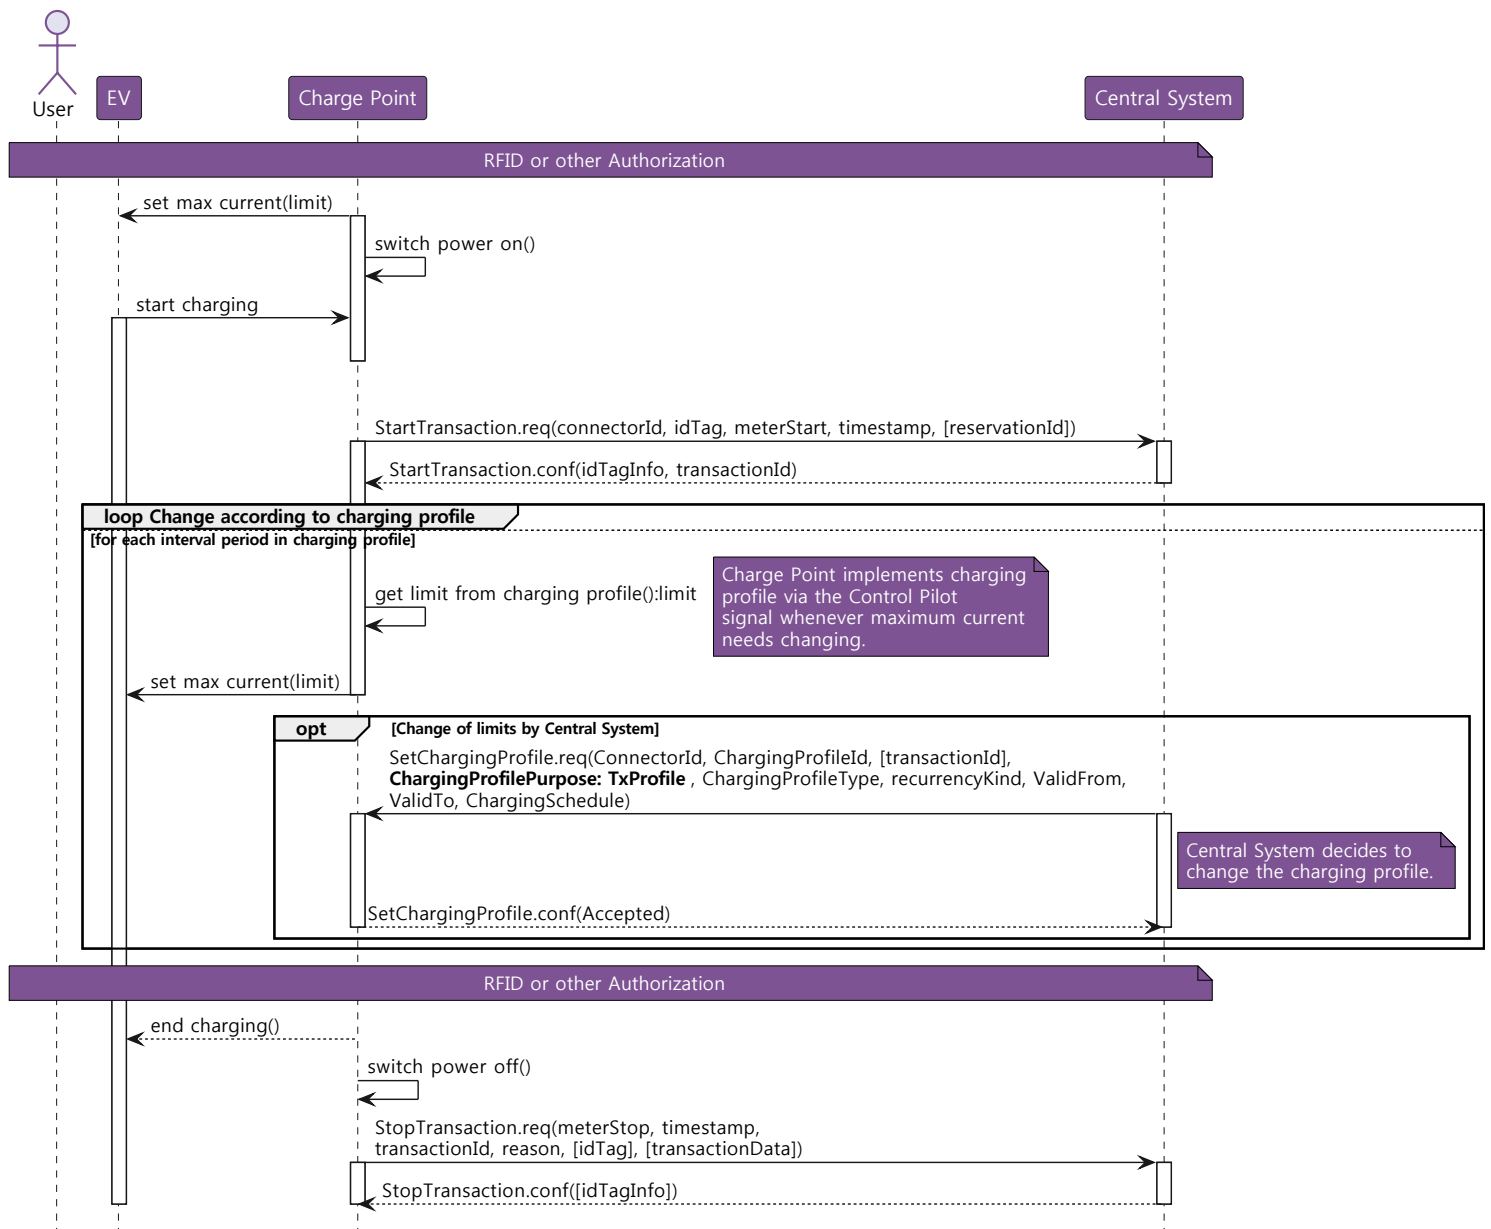 User
EV
Charge Point
Central System
RFID or other Authorization
set max current(limit)
switch power on()
start charging
StartTransaction.req(connectorId, idTag, meterStart, timestamp, [reservationId])
StartTransaction.conf(idTagInfo, transactionId)
loop Change according to charging profile
[for each interval period in charging profile]
get limit from charging profile():limit
Charge Point implements charging
profile via the Control Pilot
signal whenever maximum current
needs changing.
set max current(limit)
opt
[Change of limits by Central System]
SetChargingProfile.req(ConnectorId, ChargingProfileId, [transactionId],
ChargingProfilePurpose: TxProfile , ChargingProfileType, recurrencyKind, ValidFrom,
ValidTo, ChargingSchedule)
Central System decides to
change the charging profile.
SetChargingProfile.conf(Accepted)
RFID or other Authorization
end charging()
switch power off()
StopTransaction.req(meterStop, timestamp,
transactionId, reason, [idTag], [transactionData])
StopTransaction.conf([idTagInfo])